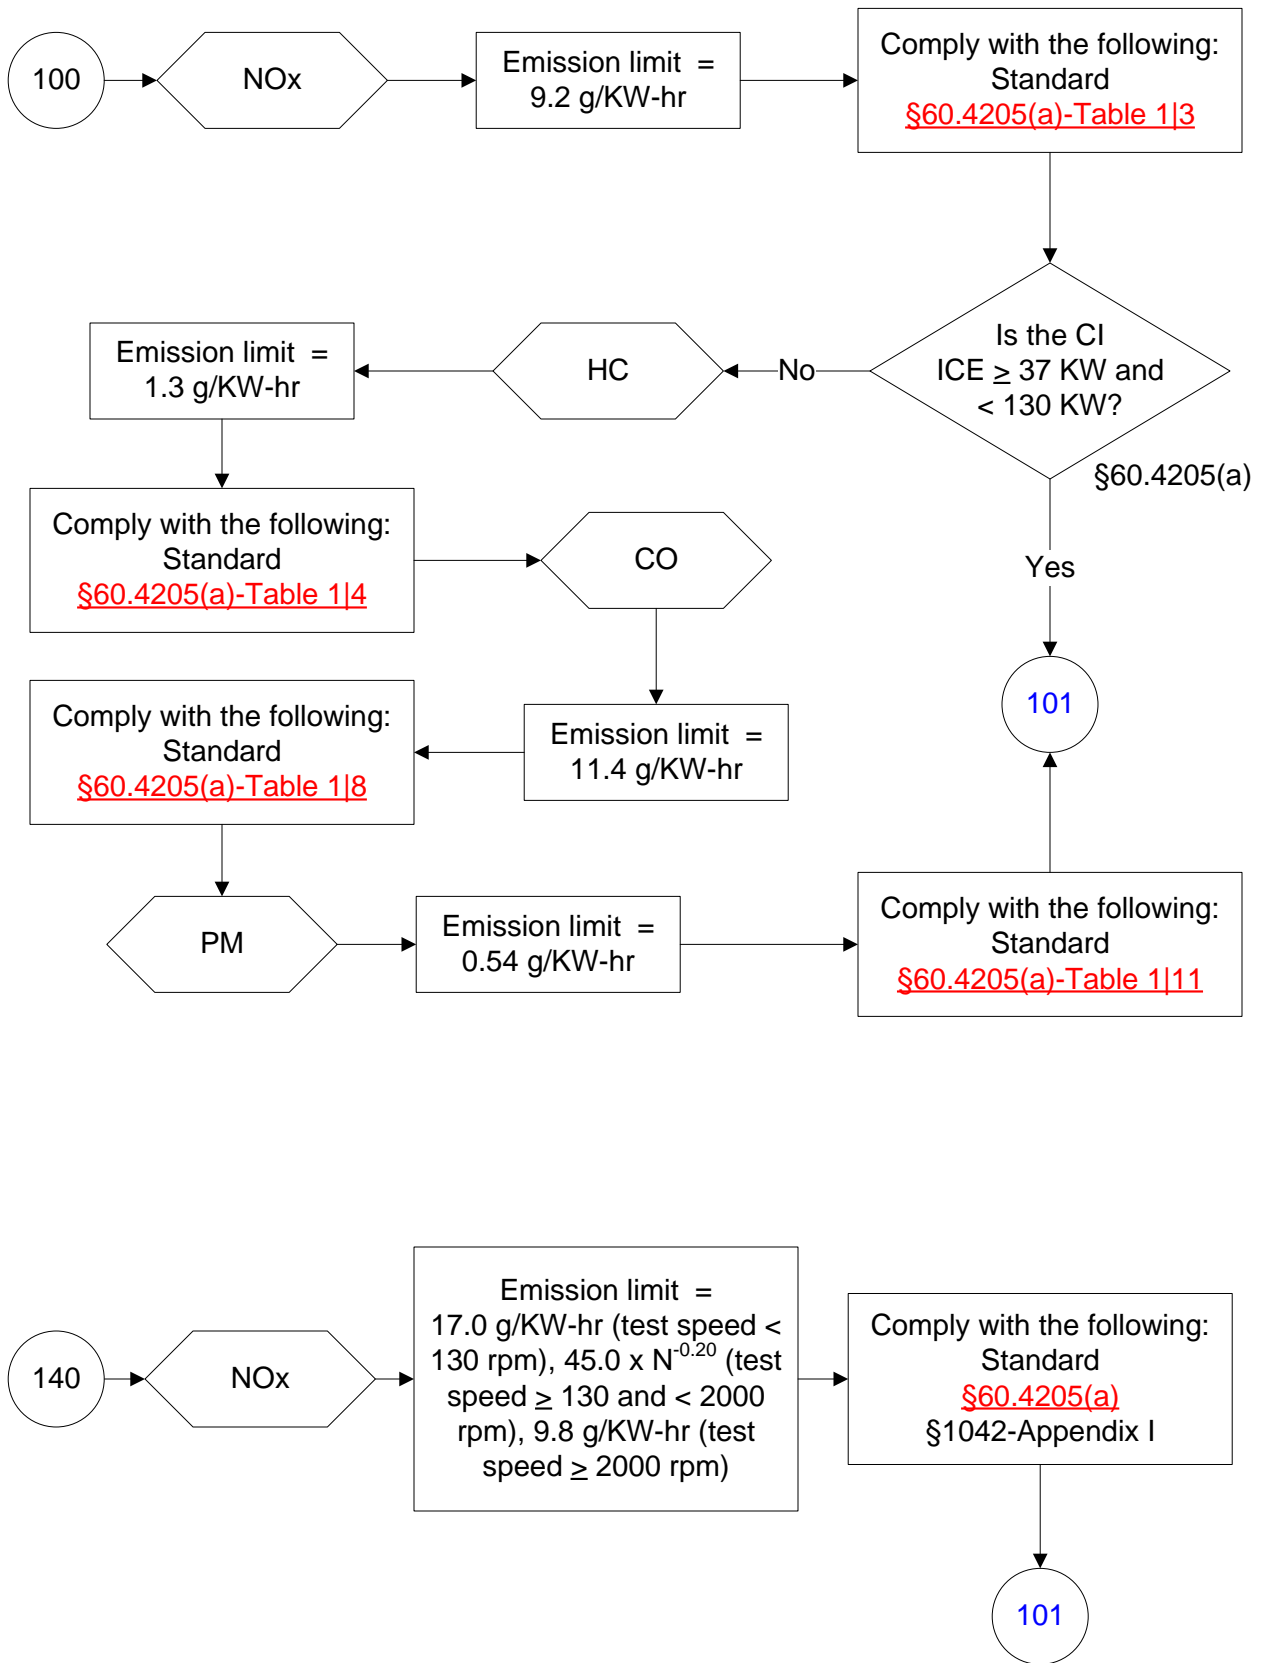 100
NOx
Emission limit =
9.2 g/KW-hr
Comply with the following:
Standard
§60.4205(a)-Table 1|3
Is the CI
ICE ≥ 37 KW and
< 130 KW?
§60.4205(a)
No
HC
Emission limit =
1.3 g/KW-hr
Comply with the following:
Standard
§60.4205(a)-Table 1|4
CO
Emission limit =
11.4 g/KW-hr
Comply with the following:
Standard
§60.4205(a)-Table 1|8
PM
Emission limit =
0.54 g/KW-hr
Comply with the following:
Standard
§60.4205(a)-Table 1|11
Yes
101
140
NOx
Emission limit =
17.0 g/KW-hr (test speed <
130 rpm), 45.0 x N^-0.20 (test
speed ≥ 130 and < 2000
rpm), 9.8 g/KW-hr (test
speed ≥ 2000 rpm)
Comply with the following:
Standard
§60.4205(a)
§1042-Appendix I
101